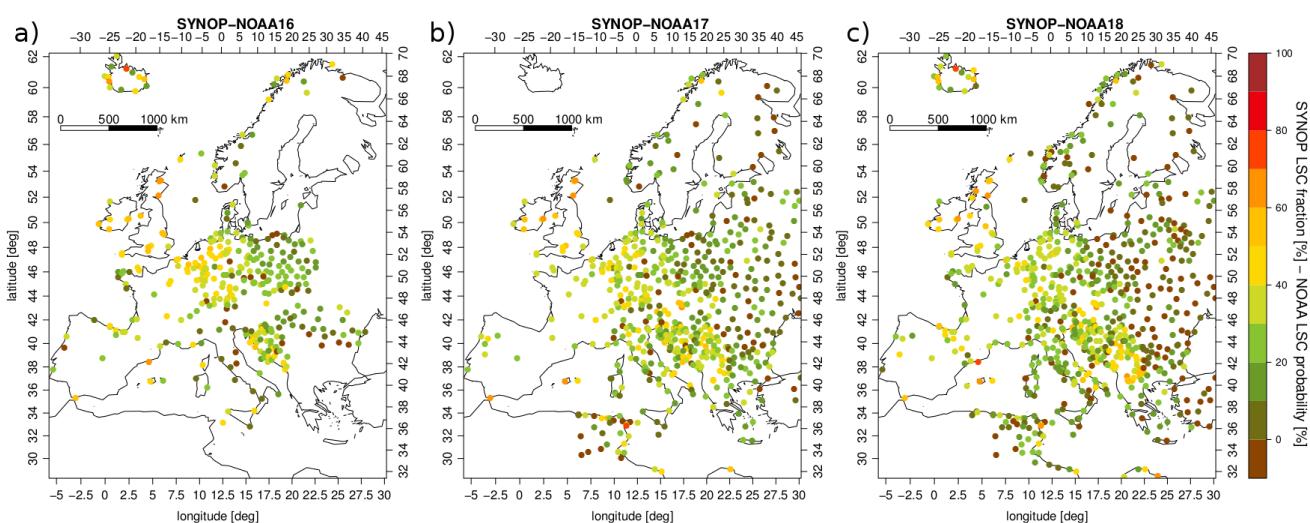 a)
SYNOP−NOAA16
−30 −25 −20 −15 −10 −5 0 5 10 15 20 25 30 35 45
62 60 58 56 54 52 50 48 46 44 42 40 38 36 34 32 30
latitude [deg]
0 500 1000 km
70 68 66 64 62 60 58 56 54 52 50 48 46 44 42 40 38 36 34 32
−5 −2.5 0 2.5 5 7.5 10 12.5 15 17.5 20 22.5 25 27.5 30
longitude [deg]
b)
SYNOP−NOAA17
−30 −25 −20 −15 −10 −5 0 5 10 15 20 25 30 35 45
62 60 58 56 54 52 50 48 46 44 42 40 38 36 34 32 30
latitude [deg]
0 500 1000 km
70 68 66 64 62 60 58 56 54 52 50 48 46 44 42 40 38 36 34 32
−5 −2.5 0 2.5 5 7.5 10 12.5 15 17.5 20 22.5 25 27.5 30
longitude [deg]
c)
SYNOP−NOAA18
−30 −25 −20 −15 −10 −5 0 5 10 15 20 25 30 35 45
62 60 58 56 54 52 50 48 46 44 42 40 38 36 34 32 30
latitude [deg]
0 500 1000 km
70 68 66 64 62 60 58 56 54 52 50 48 46 44 42 40 38 36 34 32
−5 −2.5 0 2.5 5 7.5 10 12.5 15 17.5 20 22.5 25 27.5 30
longitude [deg]
100
80
60
40
20
0
SYNOP LSC fraction [%] − NOAA LSC probability [%]